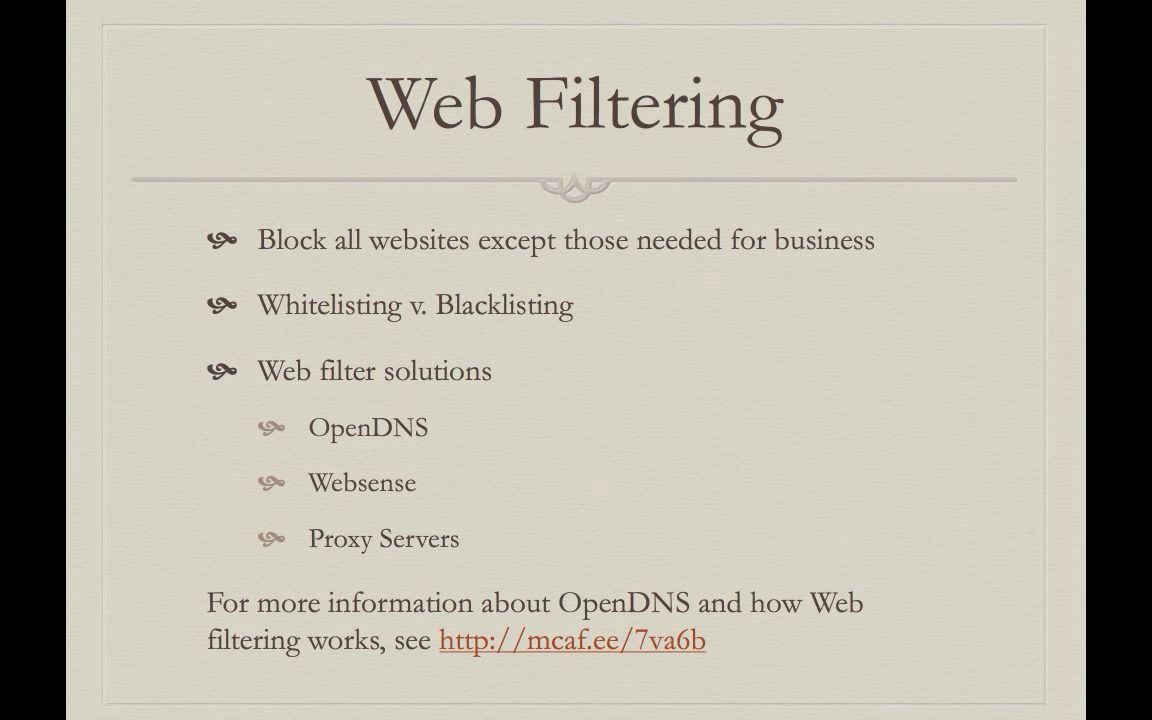 Web Filtering
Block all websites except those needed for business
Whitelisting v. Blacklisting
Web filter solutions
OpenDNS
Websense
Proxy Servers
For more information about OpenDNS and how Web
filtering works, see http://mcaf.ee/7va6b